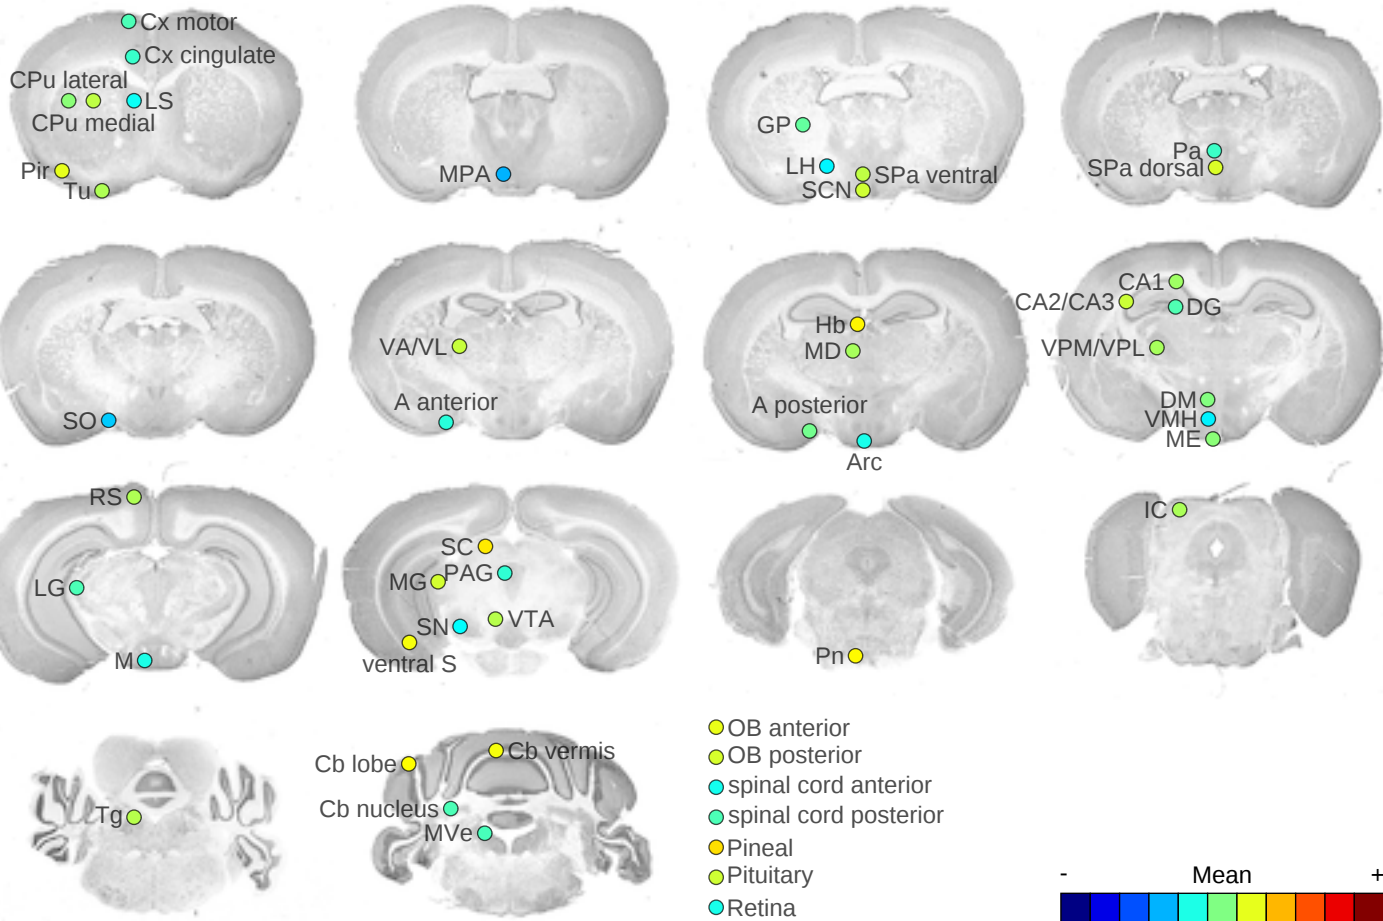 Cx motor
Cx cingulate
CPu lateral
LS
CPu medial
Pir
Tu
MPA
GP
LH
SPa ventral
SCN
Pa
SPa dorsal
SO
VA/VL
A anterior
Hb
MD
A posterior
Arc
CA1
CA2/CA3
DG
VPM/VPL
DM
VMH
ME
RS
LG
M
SC
PAG
MG
VTA
SN
ventral S
Pn
IC
Tg
Cb lobe
Cb vermis
Cb nucleus
MVe
OB anterior
OB posterior
spinal cord anterior
spinal cord posterior
Pineal
Pituitary
Retina
- Mean +